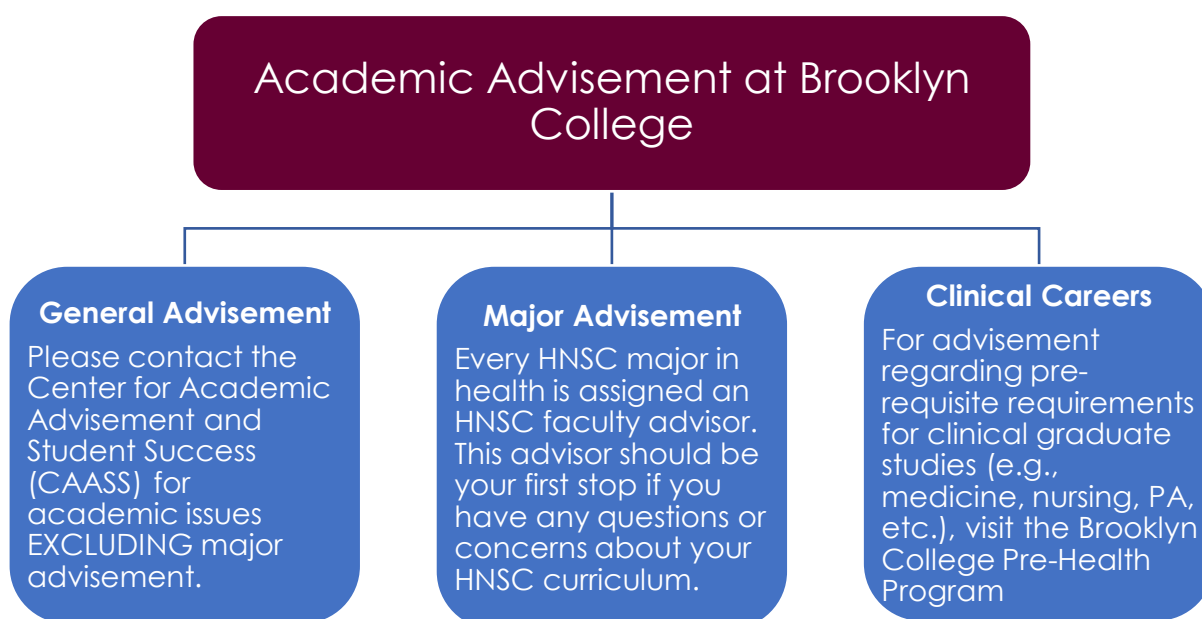 Academic Advisement at Brooklyn
College
General Advisement
Please contact the
Center for Academic
Advisement and
Student Success
(CAASS) for
academic issues
EXCLUDING major
advisement.
Major Advisement
Every HNSC major in
health is assigned an
HNSC faculty advisor.
This advisor should be
your first stop if you
have any questions or
concerns about your
HNSC curriculum.
Clinical Careers
For advisement
regarding pre-
requisite requirements
for clinical graduate
studies (e.g.,
medicine, nursing, PA,
etc.), visit the Brooklyn
College Pre-Health
Program